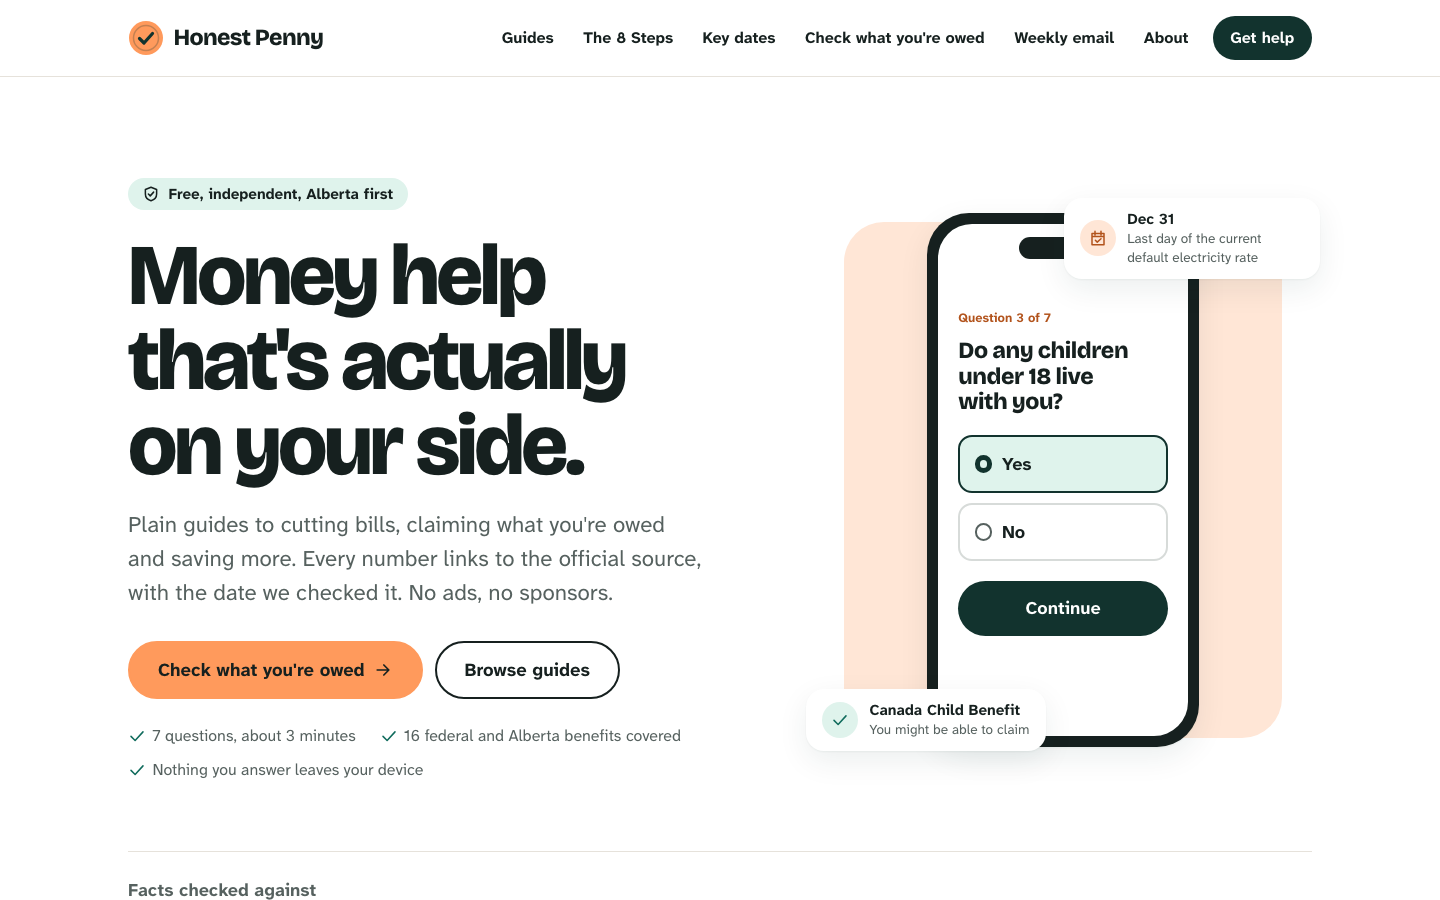 Honest Penny
Guides
The 8 Steps
Key dates
Check what you're owed
Weekly email
About
Get help
Free, independent, Alberta first
Money help
that's actually
on your side.
Plain guides to cutting bills, claiming what you're owed
and saving more. Every number links to the official source,
with the date we checked it. No ads, no sponsors.
Check what you're owed
Browse guides
7 questions, about 3 minutes
16 federal and Alberta benefits covered
Nothing you answer leaves your device
Dec 31
Last day of the current
default electricity rate
Question 3 of 7
Do any children
under 18 live
with you?
Yes
No
Continue
Canada Child Benefit
You might be able to claim
Facts checked against